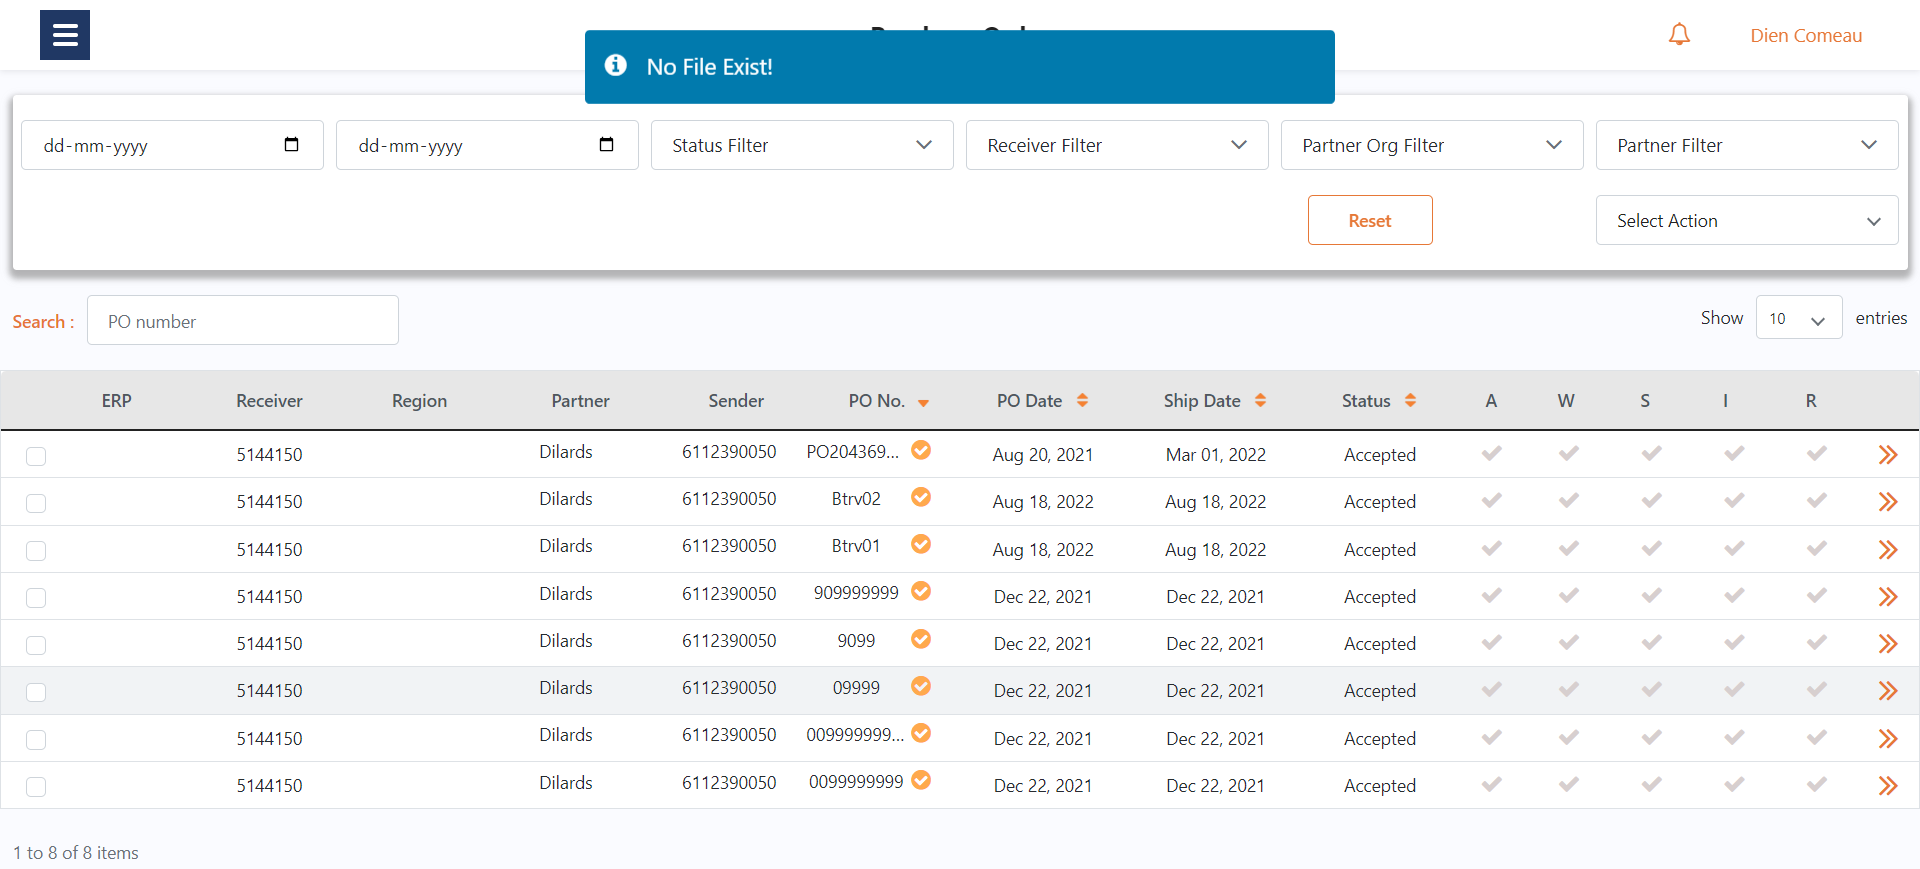 No File Exist!
Dien Comeau
dd-mm-yyyy dd-mm-yyyy Status Filter Receiver Filter Partner Org Filter Partner Filter
Reset Select Action
Search : PO number Show 10 entries
ERP Receiver Region Partner Sender PO No. PO Date Ship Date Status A W S I R
5144150 Dilards 6112390050 PO204369... Aug 20, 2021 Mar 01, 2022 Accepted
5144150 Dilards 6112390050 Btrv02 Aug 18, 2022 Aug 18, 2022 Accepted
5144150 Dilards 6112390050 Btrv01 Aug 18, 2022 Aug 18, 2022 Accepted
5144150 Dilards 6112390050 909999999 Dec 22, 2021 Dec 22, 2021 Accepted
5144150 Dilards 6112390050 9099 Dec 22, 2021 Dec 22, 2021 Accepted
5144150 Dilards 6112390050 09999 Dec 22, 2021 Dec 22, 2021 Accepted
5144150 Dilards 6112390050 009999999... Dec 22, 2021 Dec 22, 2021 Accepted
5144150 Dilards 6112390050 0099999999 Dec 22, 2021 Dec 22, 2021 Accepted
1 to 8 of 8 items